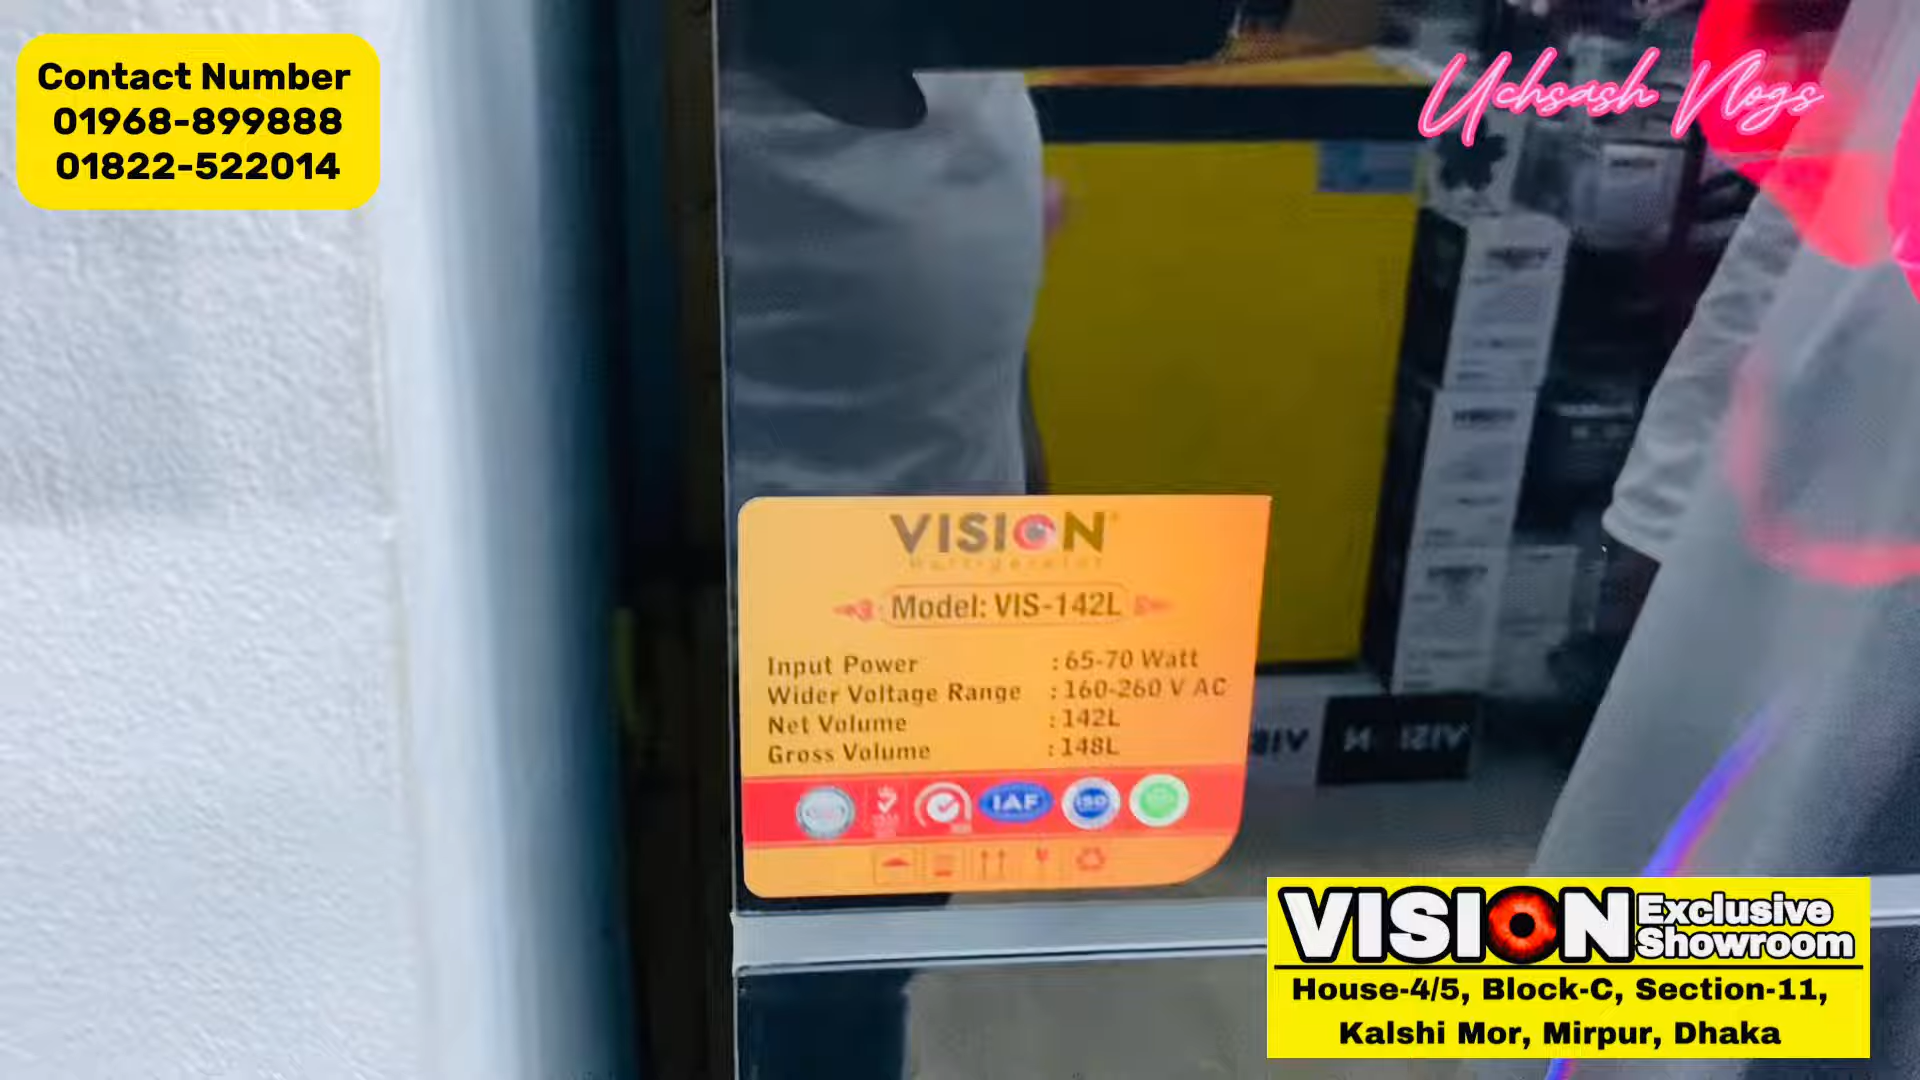 Contact Number
01968-899888
01822-522014
Uchsash Vlogs
VISION
Refrigerator
Model: VIS-142L
Input Power : 65-70 Watt
Wider Voltage Range : 160-260 V AC
Net Volume : 142L
Gross Volume : 148L
IAF
ISO
VISION Exclusive
Showroom
House-4/5, Block-C, Section-11,
Kalshi Mor, Mirpur, Dhaka